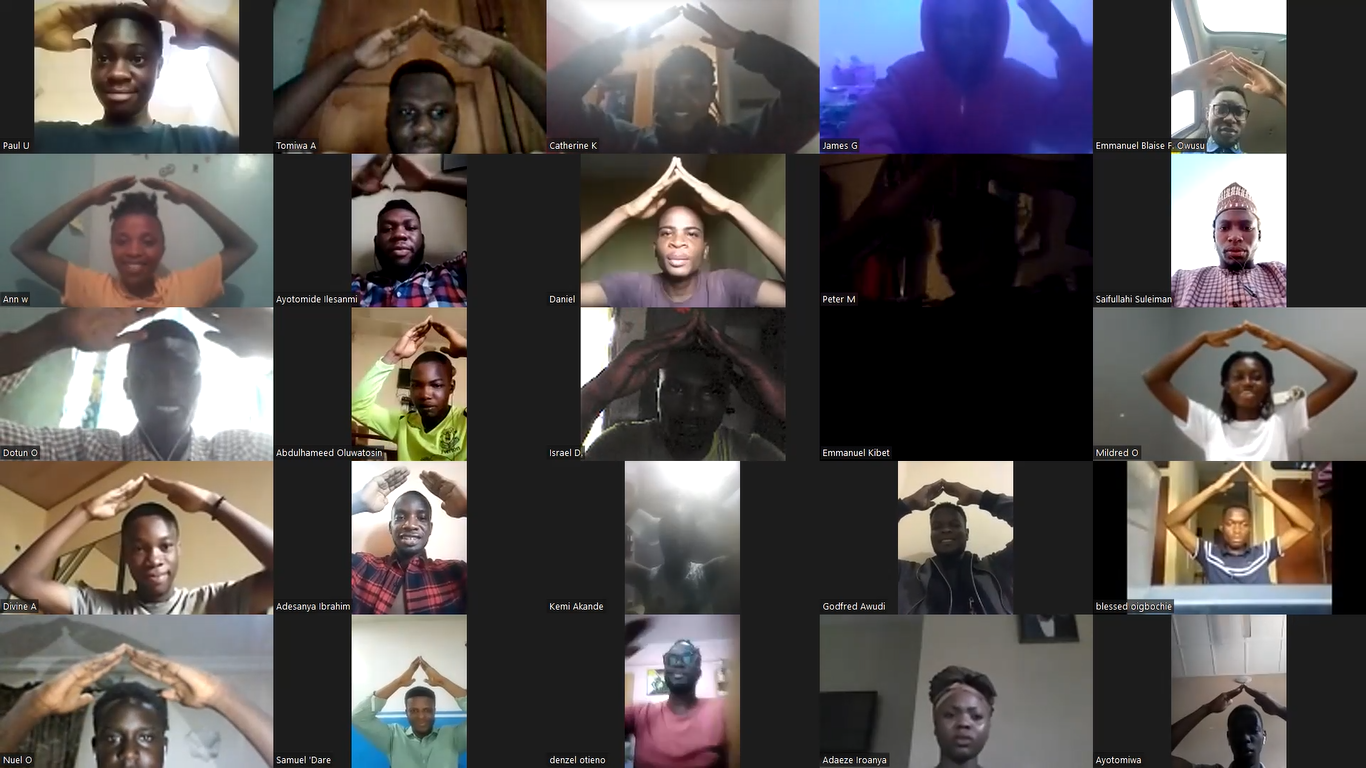 Paul U
Tomiwa A
Catherine K
James G
Emmanuel Blaise F. Owusu
Ann w
Ayotomide Ilesanmi
Daniel
Peter M
Saifullahi Suleiman
Dotun O
Abdulhameed Oluwatosin
Israel D
Emmanuel Kibet
Mildred O
Divine A
Adesanya Ibrahim
Kemi Akande
Godfred Awudi
blessed oigbochie
Nuel O
Samuel 'Dare
denzel otieno
Adaeze Iroanya
Ayotomiwa